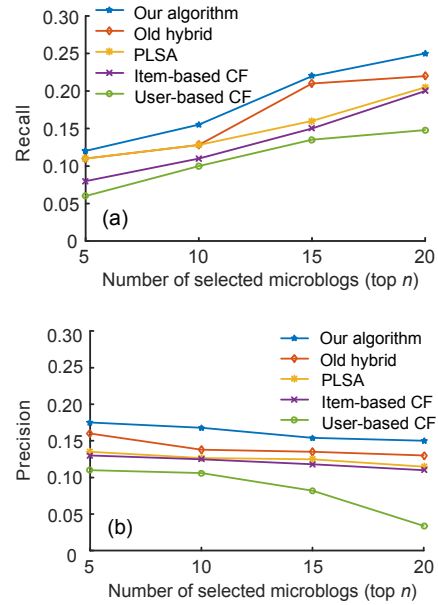 0.30
Our algorithm
Old hybrid
0.25
PLSA
0.20
Item-based CF
User-based CF
Recall
0.15
0.10
0.05
(a)
0
5 10 15 20
Number of selected microblogs (top n)
0.30
Our algorithm
0.25
Old hybrid
PLSA
0.20
Item-based CF
User-based CF
Precision
0.15
0.10
0.05
(b)
0
5 10 15 20
Number of selected microblogs (top n)